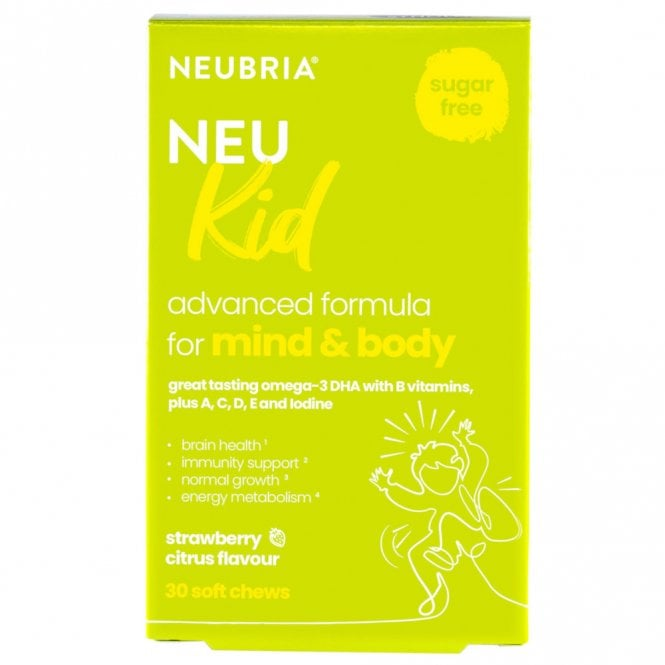 NEUBRIA®
sugar
free
NEU
Kid
advanced formula
for mind & body
great tasting omega-3 DHA with B vitamins,
plus A, C, D, E and Iodine
• brain health ¹
• immunity support ²
• normal growth ³
• energy metabolism ⁴
strawberry
citrus flavour
30 soft chews